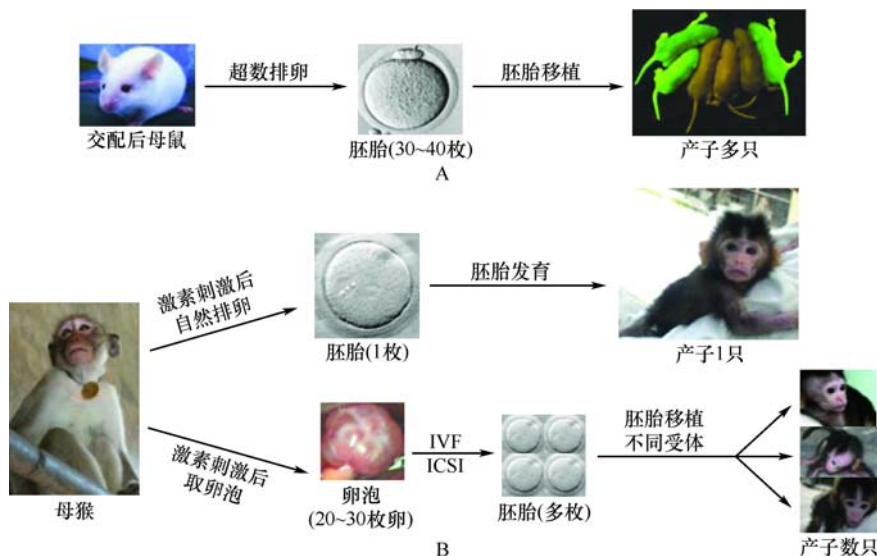 超数排卵
胚胎移植
交配后母鼠
胚胎(30~40枚)
产子多只
A
激素刺激后
自然排卵
胚胎发育
胚胎(1枚)
产子1只
激素刺激后
取卵泡
IVF
ICSI
胚胎移植
不同受体
母猴
卵泡
(20~30枚卵)
胚胎(多枚)
产子数只
B